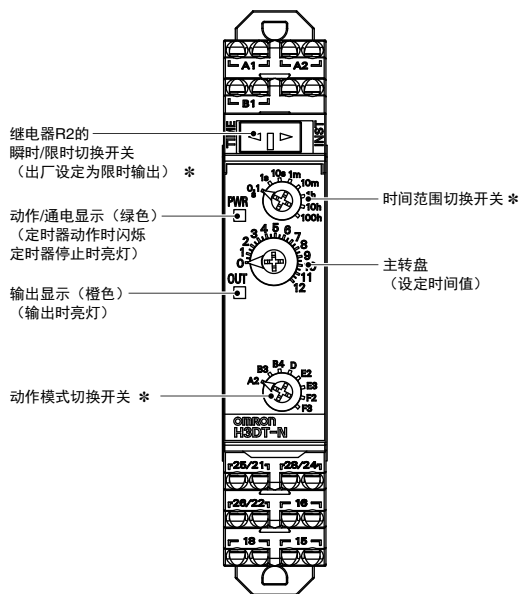 A1 A2
B1
TIME
INST
继电器R2的
瞬时/限时切换开关
（出厂设定为限时输出） *
0.1s 1s 10s 1m 10m 1h 10h 100h
时间范围切换开关 *
PWR
动作/通电显示（绿色）
（定时器动作时闪烁
定时器停止时亮灯）
0 1 2 3 4 5 6 7 8 9 10 11 12
主转盘
（设定时间值）
OUT
输出显示（橙色）
（输出时亮灯）
A2 B3 B4 D E2 E3 F2 F3
动作模式切换开关 *
OMRON
H3DT-N
25/21 28/24
26/22 16
18 15